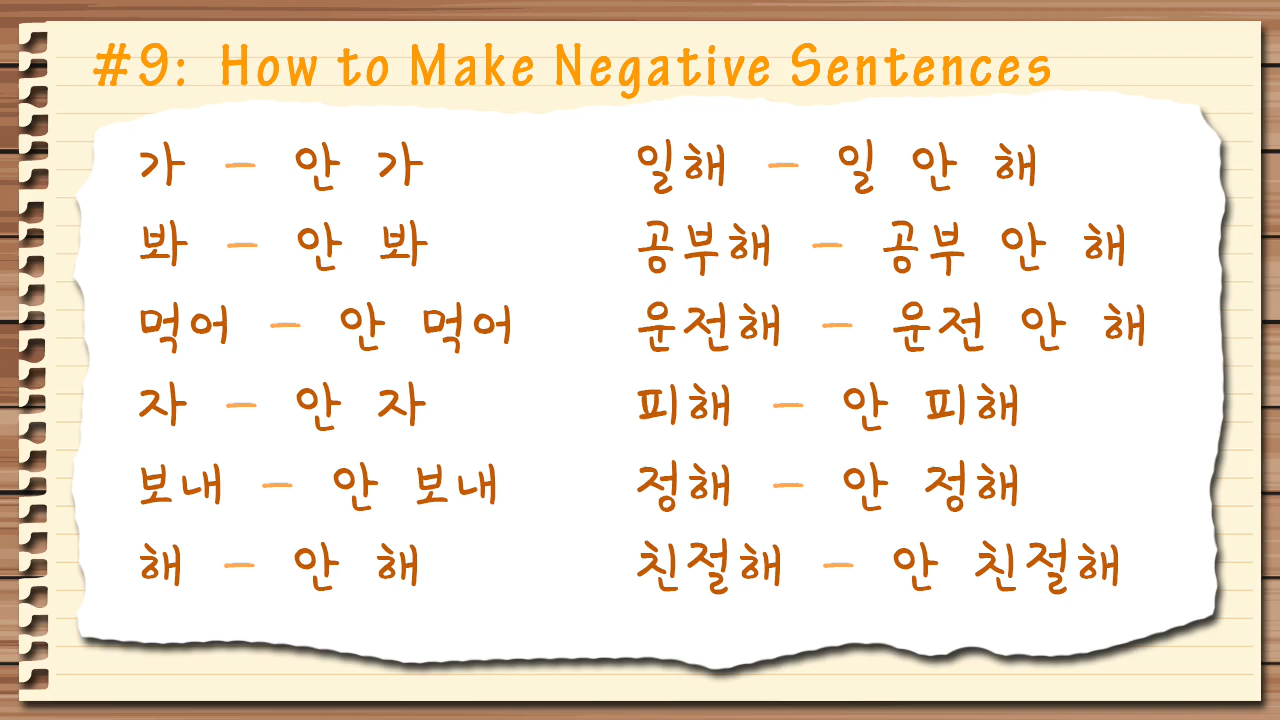 #9: How to Make Negative Sentences
가 - 안 가
봐 - 안 봐
먹어 - 안 먹어
자 - 안 자
보내 - 안 보내
해 - 안 해
일해 - 일 안 해
공부해 - 공부 안 해
운전해 - 운전 안 해
피해 - 안 피해
정해 - 안 정해
친절해 - 안 친절해